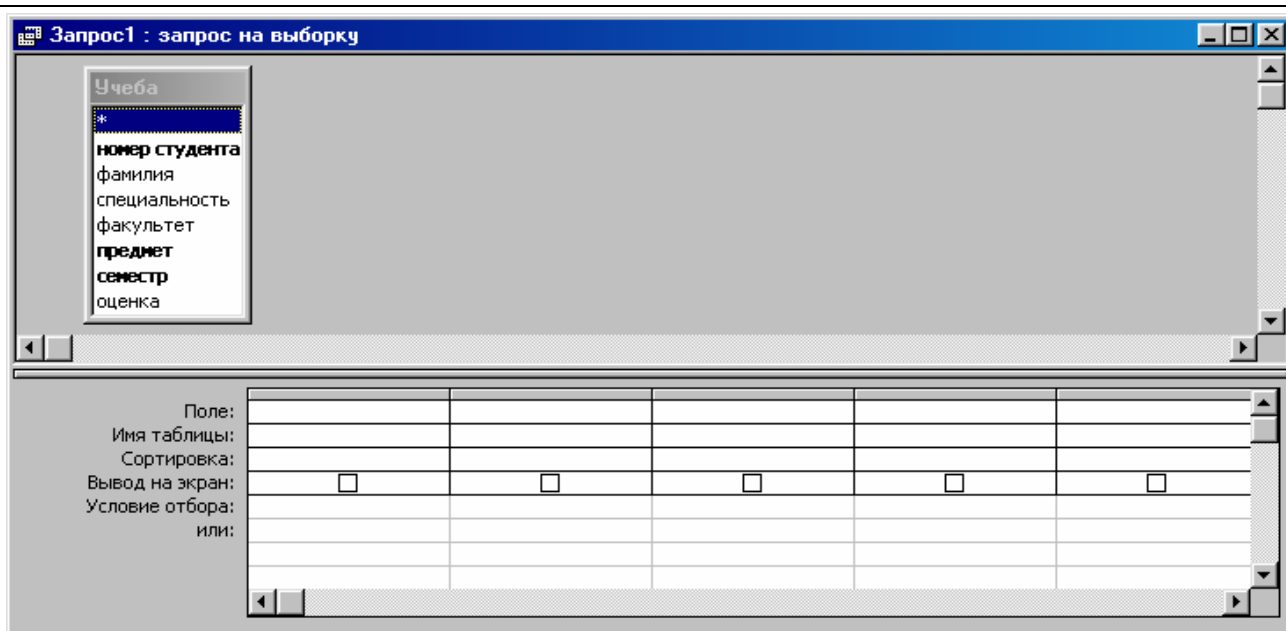 Запрос1 : запрос на выборку
Учеба
*
номер студента
фамилия
специальность
факультет
предмет
семестр
оценка
Поле:
Имя таблицы:
Сортировка:
Вывод на экран:
Условие отбора:
или: